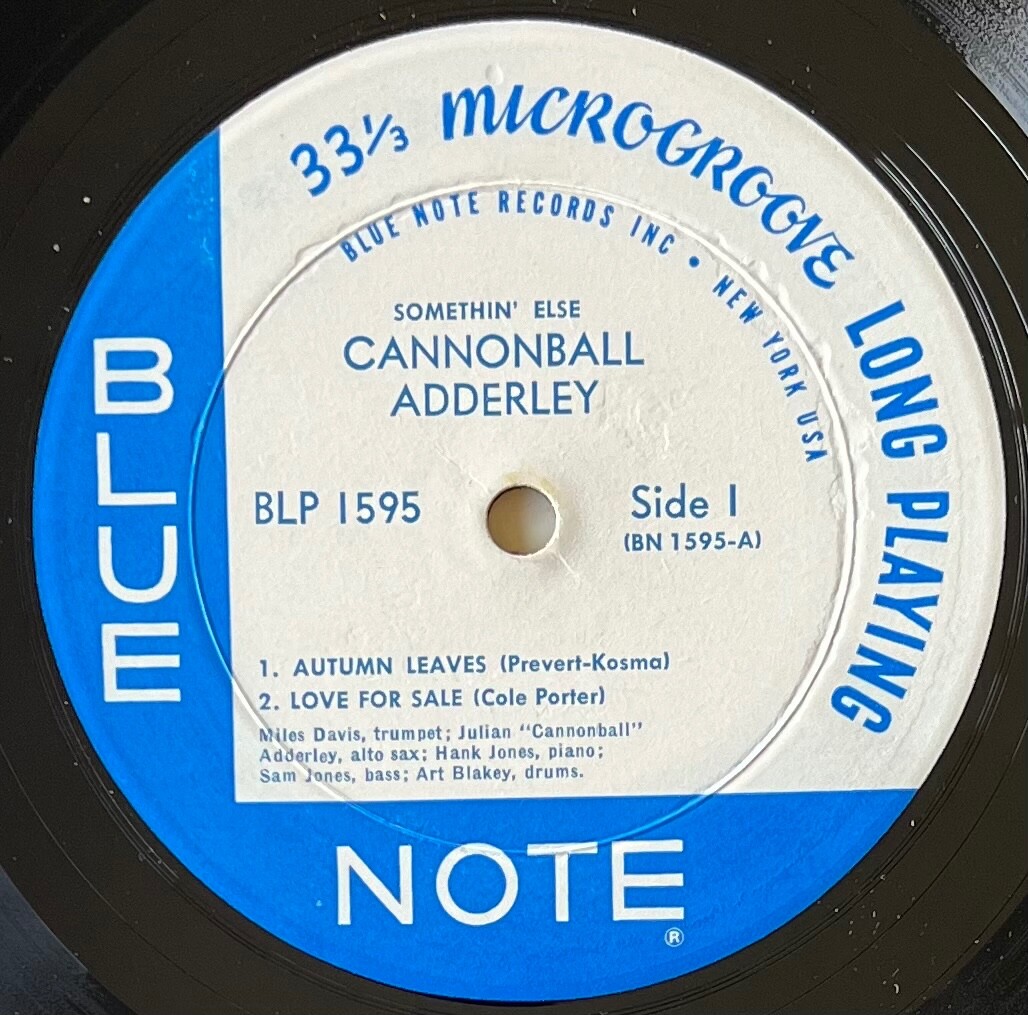 33⅓ MICROGROOVE LONG PLAYING
BLUE NOTE RECORDS INC • NEW YORK USA
SOMETHIN' ELSE
CANNONBALL
ADDERLEY
BLP 1595
Side 1
(BN 1595-A)
1. AUTUMN LEAVES (Prevert-Kosma)
2. LOVE FOR SALE (Cole Porter)
Miles Davis, trumpet; Julian "Cannonball"
Adderley, alto sax; Hank Jones, piano;
Sam Jones, bass; Art Blakey, drums.
BLUE
NOTE
®